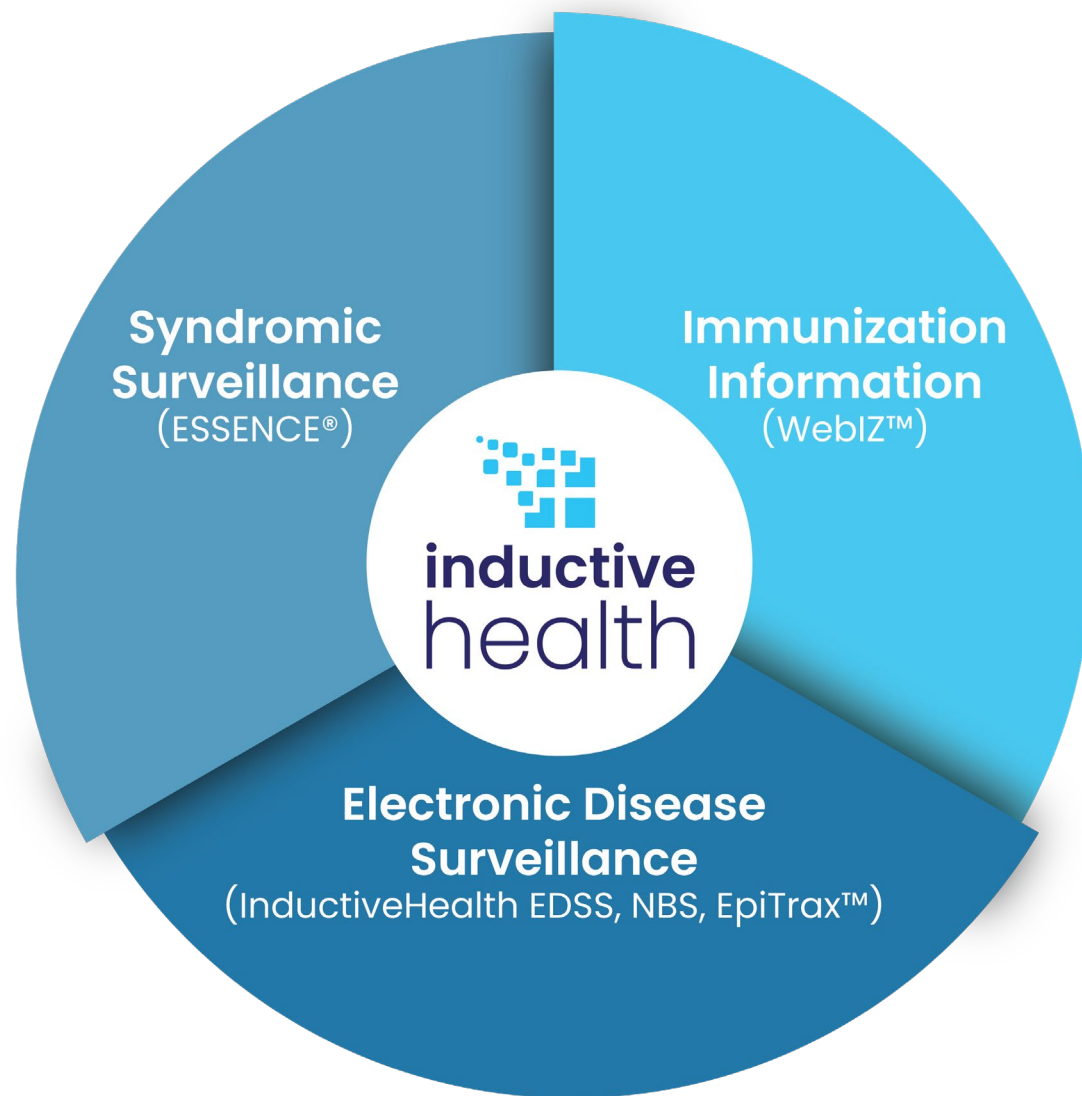 Syndromic
Surveillance
(ESSENCE®)
Immunization
Information
(WebIZ™)
inductive
health
Electronic Disease
Surveillance
(InductiveHealth EDSS, NBS, EpiTrax™)